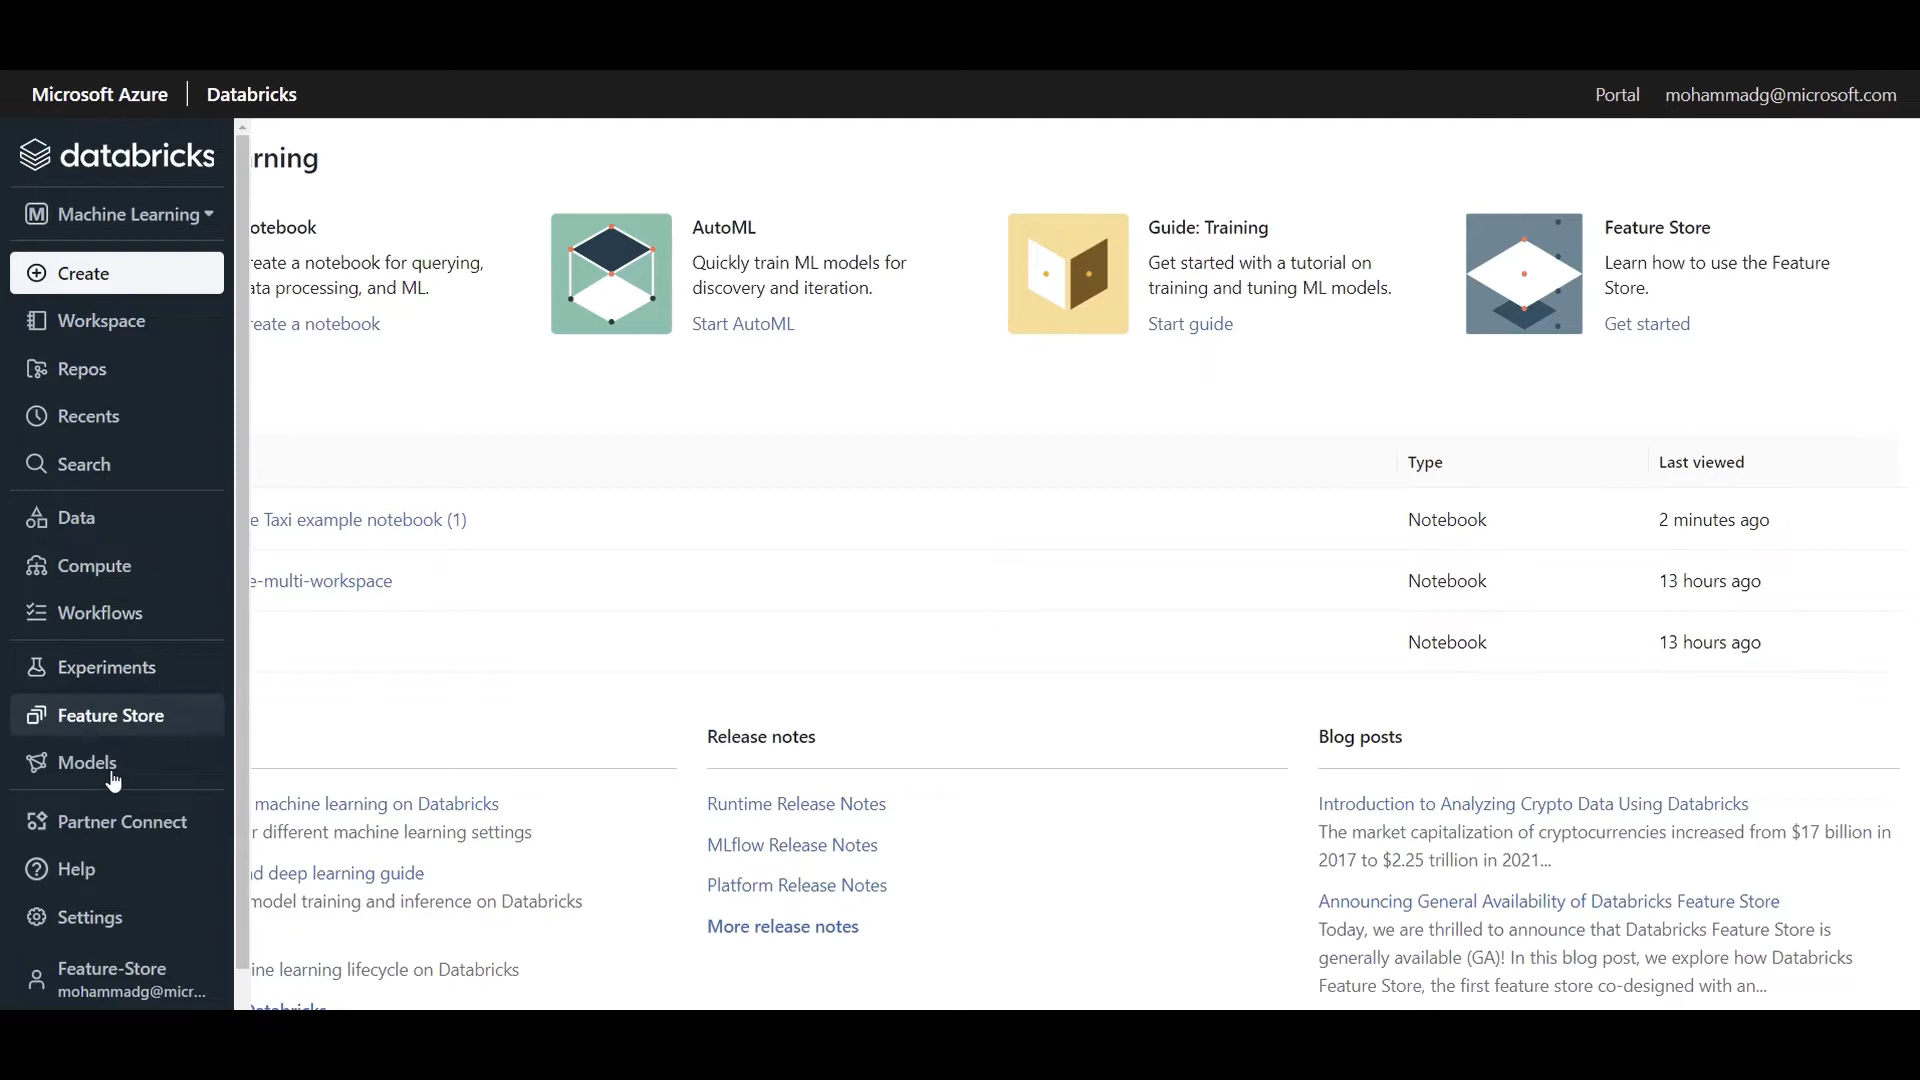 Microsoft Azure
Databricks
Portal
mohammadg@microsoft.com
databricks
M Machine Learning
Create
Workspace
Repos
Recents
Search
Data
Compute
Workflows
Experiments
Feature Store
Models
Partner Connect
Help
Settings
Feature-Store
mohammadg@micr...
rning
otebook
reate a notebook for querying,
ata processing, and ML.
reate a notebook
AutoML
Quickly train ML models for
discovery and iteration.
Start AutoML
Guide: Training
Get started with a tutorial on
training and tuning ML models.
Start guide
Feature Store
Learn how to use the Feature
Store.
Get started
Type
Last viewed
e Taxi example notebook (1)
Notebook
2 minutes ago
e-multi-workspace
Notebook
13 hours ago
Notebook
13 hours ago
machine learning on Databricks
r different machine learning settings
nd deep learning guide
model training and inference on Databricks
ine learning lifecycle on Databricks
Databricks
Release notes
Runtime Release Notes
MLflow Release Notes
Platform Release Notes
More release notes
Blog posts
Introduction to Analyzing Crypto Data Using Databricks
The market capitalization of cryptocurrencies increased from $17 billion in
2017 to $2.25 trillion in 2021...
Announcing General Availability of Databricks Feature Store
Today, we are thrilled to announce that Databricks Feature Store is
generally available (GA)! In this blog post, we explore how Databricks
Feature Store, the first feature store co-designed with an...